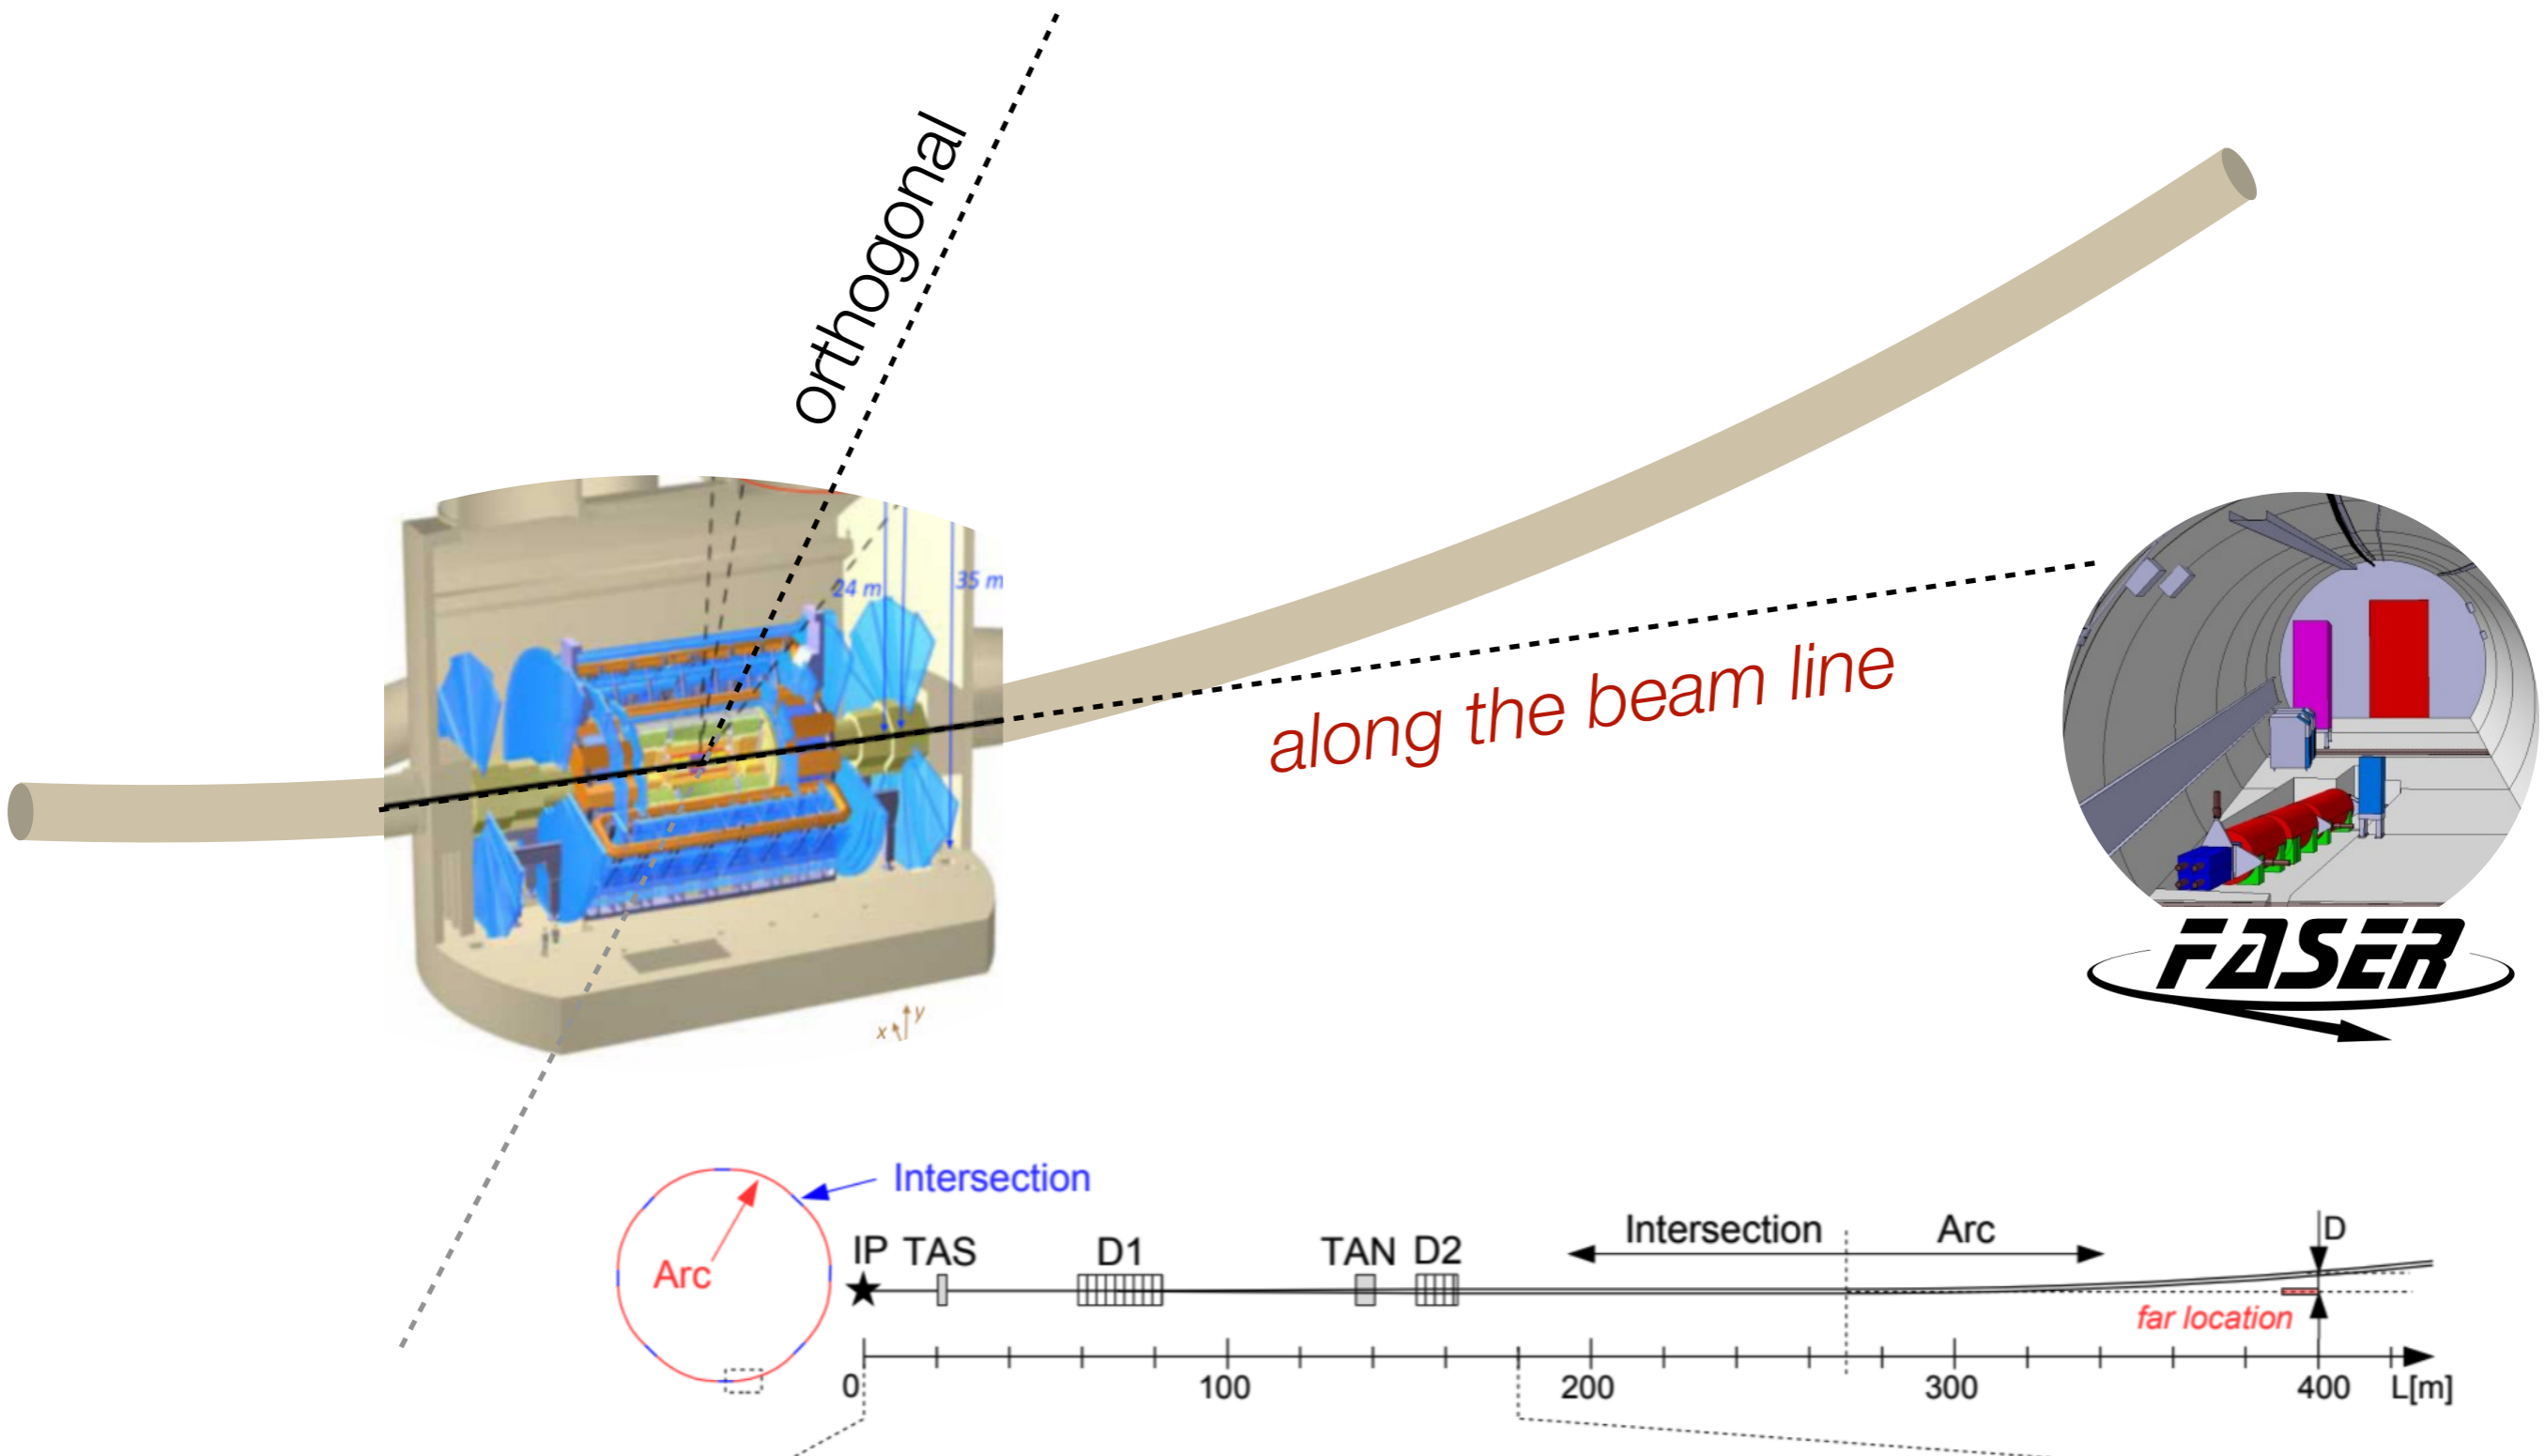 orthogonal
24 m
35 m
along the beam line
FASER
x
y
Intersection
Arc
IP TAS D1 TAN D2
Intersection Arc
D
far location
0 100 200 300 400 L[m]